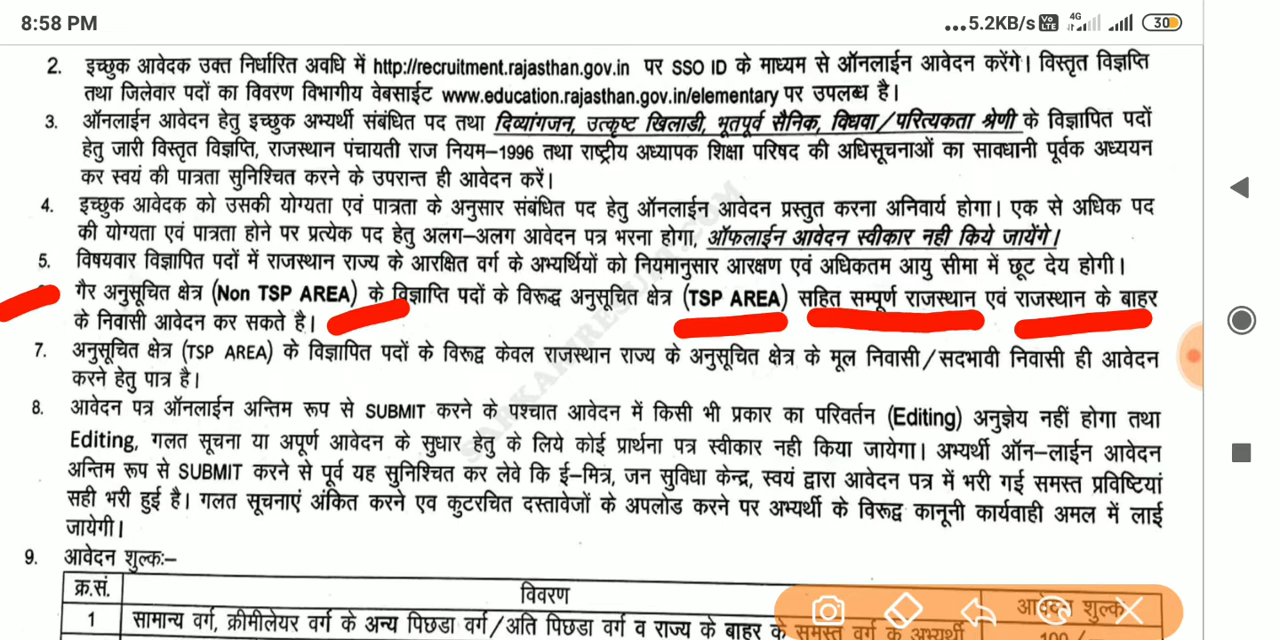 8:58 PM
...5.2KB/s Vo LTE 4G 30
2. इच्छुक आवेदक उक्त निर्धारित अवधि में http://recruitment.rajasthan.gov.in पर SSO ID के माध्यम से ऑनलाईन आवेदन करेंगे। विस्तृत विज्ञप्ति
तथा जिलेवार पदों का विवरण विभागीय वेबसाईट www.education.rajasthan.gov.in/elementary पर उपलब्ध है।
3. ऑनलाईन आवेदन हेतु इच्छुक अभ्यर्थी संबंधित पद तथा दिव्यांगजन, उत्कृष्ट खिलाडी, भूतपूर्व सैनिक, विधवा/परित्यकता श्रेणी के विज्ञापित पदों
हेतु जारी विस्तृत विज्ञप्ति, राजस्थान पंचायती राज नियम–1996 तथा राष्ट्रीय अध्यापक शिक्षा परिषद की अधिसूचनाओं का सावधानी पूर्वक अध्ययन
कर स्वयं की पात्रता सुनिश्चित करने के उपरान्त ही आवेदन करें।
4. इच्छुक आवेदक को उसकी योग्यता एवं पात्रता के अनुसार संबंधित पद हेतु ऑनलाईन आवेदन प्रस्तुत करना अनिवार्य होगा। एक से अधिक पद
की योग्यता एवं पात्रता होने पर प्रत्येक पद हेतु अलग–अलग आवेदन पत्र भरना होगा, ऑफलाईन आवेदन स्वीकार नही किये जायेंगे।
5. विषयवार विज्ञापित पदों में राजस्थान राज्य के आरक्षित वर्ग के अभ्यर्थियों को नियमानुसार आरक्षण एवं अधिकतम आयु सीमा में छूट देय होगी।
गैर अनुसूचित क्षेत्र (Non TSP AREA) के विज्ञाप्ति पदों के विरूद्ध अनुसूचित क्षेत्र (TSP AREA) सहित सम्पूर्ण राजस्थान एवं राजस्थान के बाहर
के निवासी आवेदन कर सकते है।
7. अनुसूचित क्षेत्र (TSP AREA) के विज्ञापित पदों के विरूद्व केवल राजस्थान राज्य के अनुसूचित क्षेत्र के मूल निवासी/सदभावी निवासी ही आवेदन
करने हेतु पात्र है।
8. आवेदन पत्र ऑनलाईन अन्तिम रूप से SUBMIT करने के पश्चात आवेदन में किसी भी प्रकार का परिवर्तन (Editing) अनुज्ञेय नहीं होगा तथा
Editing, गलत सूचना या अपूर्ण आवेदन के सुधार हेतु के लिये कोई प्रार्थना पत्र स्वीकार नही किया जायेगा। अभ्यर्थी ऑन–लाईन आवेदन
अन्तिम रूप से SUBMIT करने से पूर्व यह सुनिश्चित कर लेवे कि ई–मित्र, जन सुविधा केन्द्र, स्वयं द्वारा आवेदन पत्र में भरी गई समस्त प्रविष्टियां
सही भरी हुई है। गलत सूचनाएं अंकित करने एव कुटरचित दस्तावेजों के अपलोड करने पर अभ्यर्थी के विरूद्व कानूनी कार्यवाही अमल में लाई
जायेगी।
9. आवेदन शुल्कः–
क्र.सं. विवरण आवेदन शुल्क
1 सामान्य वर्ग, क्रीमीलेयर वर्ग के अन्य पिछडा वर्ग/अति पिछडा वर्ग व राज्य के बाहर के समस्त वर्ग के अभ्यर्थी 100/